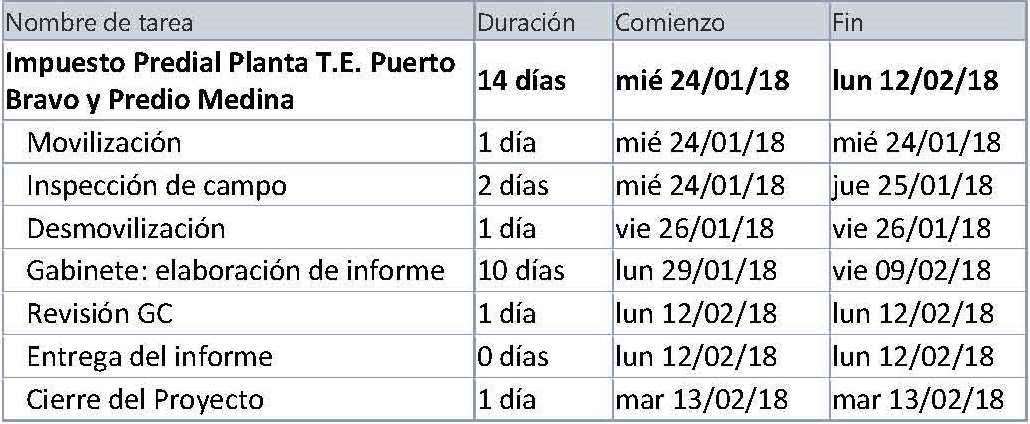 Nombre de tarea Duración Comienzo Fin
Impuesto Predial Planta T.E. Puerto
Bravo y Predio Medina 14 días mié 24/01/18 lun 12/02/18
Movilización 1 día mié 24/01/18 mié 24/01/18
Inspección de campo 2 días mié 24/01/18 jue 25/01/18
Desmovilización 1 día vie 26/01/18 vie 26/01/18
Gabinete: elaboración de informe 10 días lun 29/01/18 vie 09/02/18
Revisión GC 1 día lun 12/02/18 lun 12/02/18
Entrega del informe 0 días lun 12/02/18 lun 12/02/18
Cierre del Proyecto 1 día mar 13/02/18 mar 13/02/18